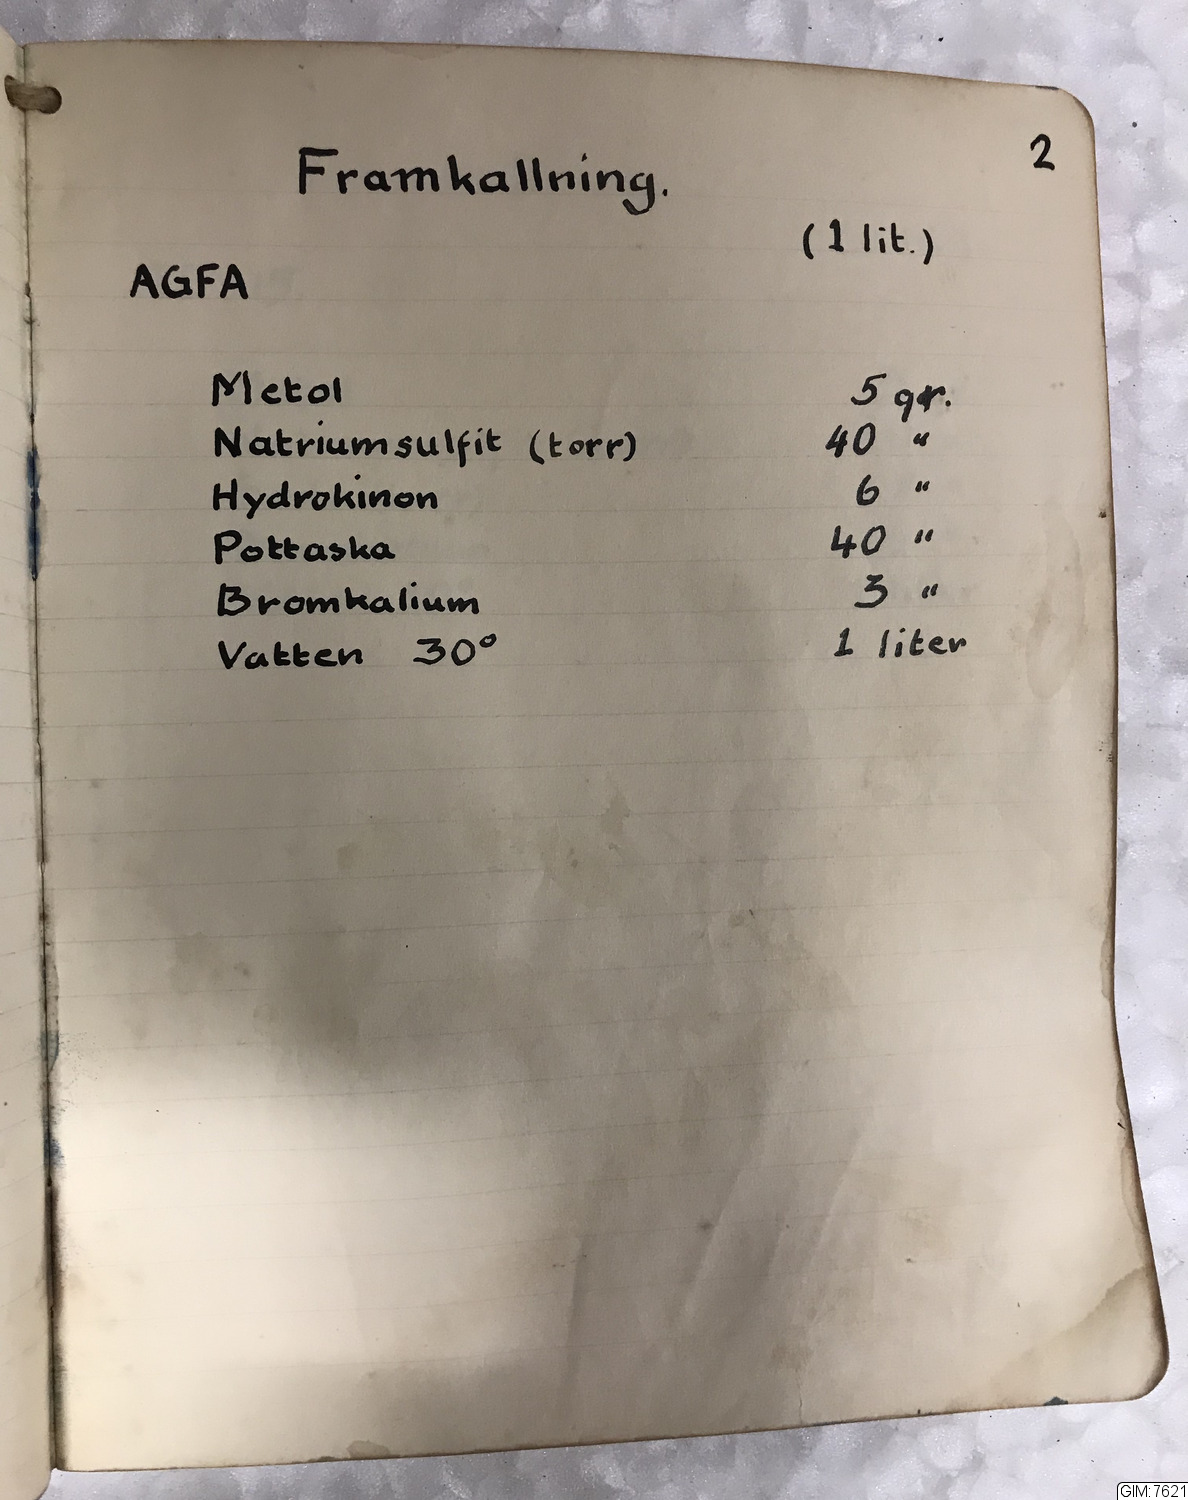 2
Framkallning.
(1 lit.)
AGFA
Metol 5 gr.
Natriumsulfit (torr) 40 "
Hydrokinon 6 "
Pottaska 40 "
Bromkalium 3 "
Vatten 30° 1 liter
GIM:7621